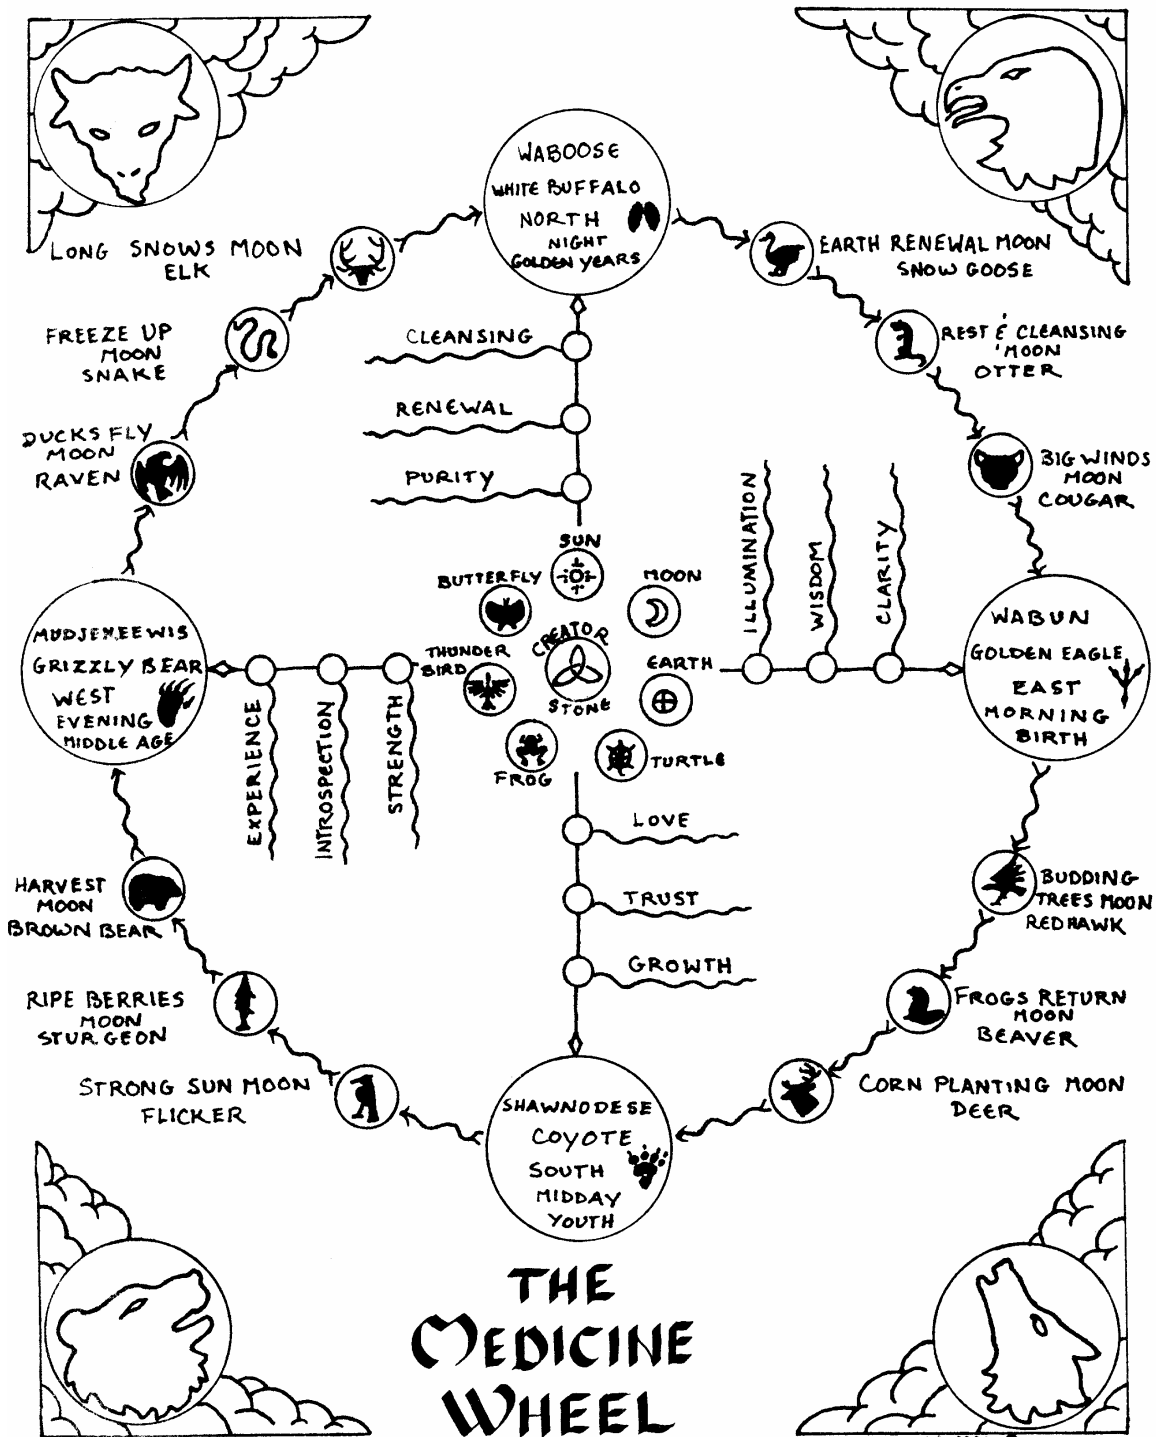 WABOOSE
WHITE BUFFALO
NORTH
NIGHT
GOLDEN YEARS
LONG SNOWS MOON
ELK
EARTH RENEWAL MOON
SNOW GOOSE
FREEZE UP
MOON
SNAKE
CLEANSING
REST & CLEANSING
MOON
OTTER
RENEWAL
DUCKS FLY
MOON
RAVEN
PURITY
BIG WINDS
MOON
COUGAR
ILLUMINATION
WISDOM
CLARITY
SUN
BUTTERFLY
MOON
CREATOR
STONE
THUNDER
BIRD
EARTH
FROG
TURTLE
MUDJEKEEWIS
GRIZZLY BEAR
WEST
EVENING
MIDDLE AGE
EXPERIENCE
INTROSPECTION
STRENGTH
WABUN
GOLDEN EAGLE
EAST
MORNING
BIRTH
LOVE
TRUST
GROWTH
HARVEST
MOON
BROWN BEAR
BUDDING
TREES MOON
RED HAWK
RIPE BERRIES
MOON
STURGEON
FROGS RETURN
MOON
BEAVER
STRONG SUN MOON
FLICKER
CORN PLANTING MOON
DEER
SHAWNODESE
COYOTE
SOUTH
MIDDAY
YOUTH
THE
MEDICINE
WHEEL